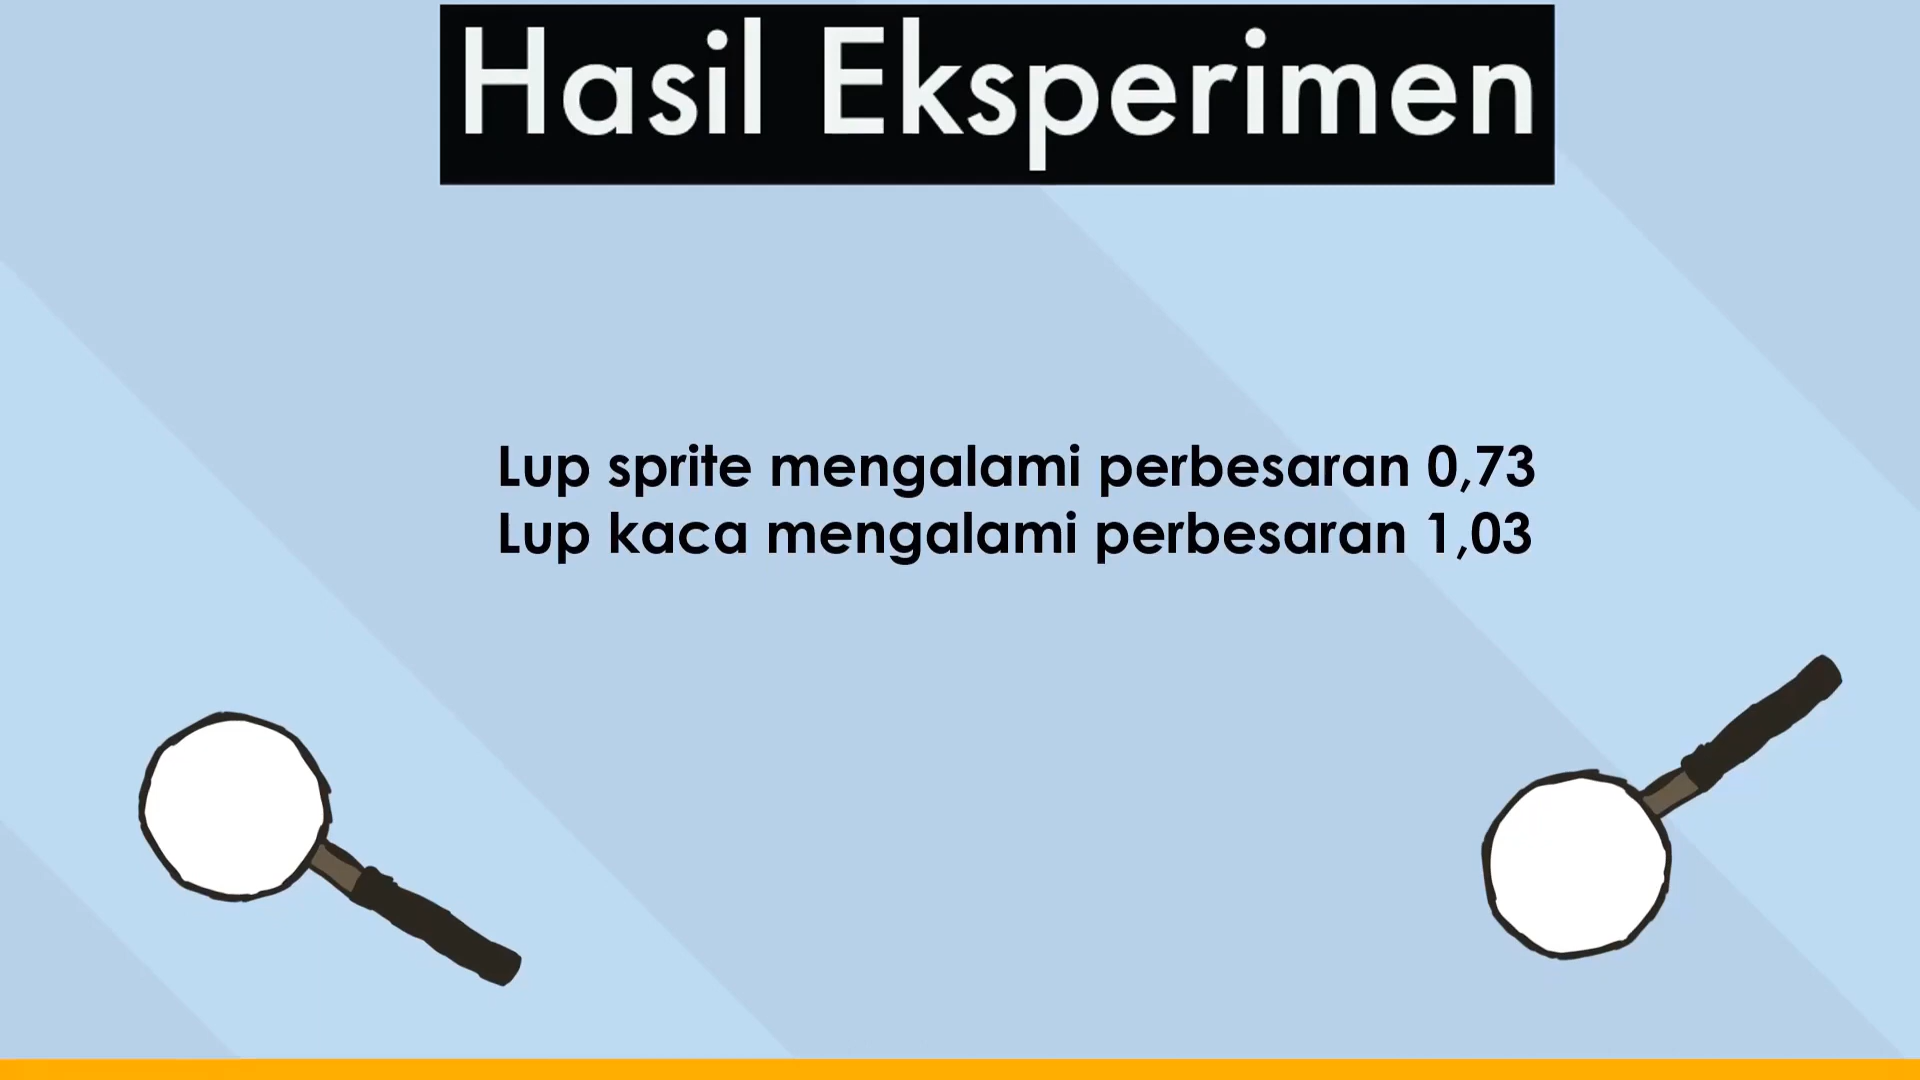 Hasil Eksperimen
Lup sprite mengalami perbesaran 0,73
Lup kaca mengalami perbesaran 1,03